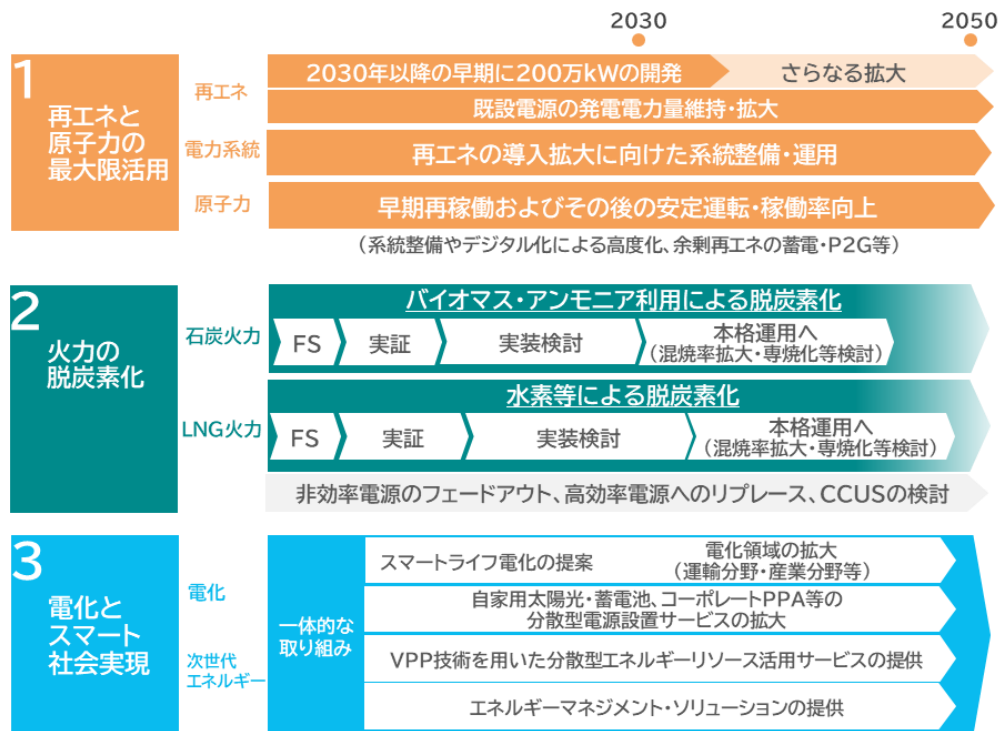 2030
2050
1
再エネと
原子力の
最大限活用
再エネ
2030年以降の早期に200万kWの開発
さらなる拡大
既設電源の発電電力量維持・拡大
電力系統
再エネの導入拡大に向けた系統整備・運用
原子力
早期再稼働およびその後の安定運転・稼働率向上
（系統整備やデジタル化による高度化、余剰再エネの蓄電・P2G等）
2
火力の
脱炭素化
石炭火力
バイオマス・アンモニア利用による脱炭素化
FS
実証
実装検討
本格運用へ
（混焼率拡大・専焼化等検討）
LNG火力
水素等による脱炭素化
FS
実証
実装検討
本格運用へ
（混焼率拡大・専焼化等検討）
非効率電源のフェードアウト、高効率電源へのリプレース、CCUSの検討
3
電化と
スマート
社会実現
電化
次世代
エネルギー
一体的な
取り組み
スマートライフ電化の提案
電化領域の拡大
（運輸分野・産業分野等）
自家用太陽光・蓄電池、コーポレートPPA等の
分散型電源設置サービスの拡大
VPP技術を用いた分散型エネルギーリソース活用サービスの提供
エネルギーマネジメント・ソリューションの提供